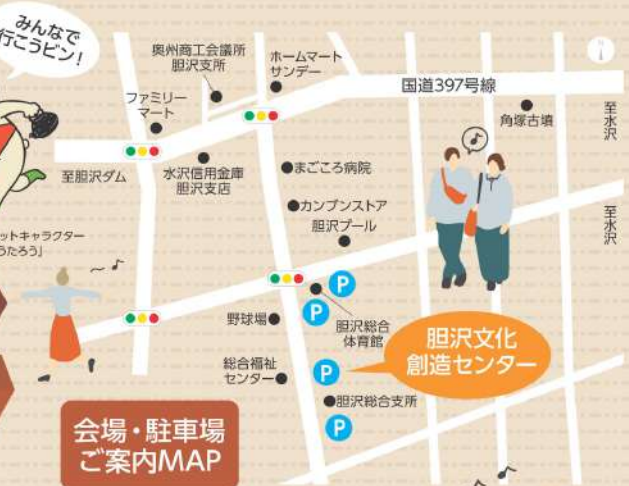 みんなで
行こうピン!
奥州商工会議所
胆沢支所
ホームマート
サンデー
国道397号線
ファミリー
マート
角塚古墳
至水沢
至胆沢ダム
水沢信用金庫
胆沢支店
まごころ病院
カンブンストア
胆沢プール
至水沢
ットキャラクター
うたろう」
P
P
野球場
胆沢総合
体育館
胆沢文化
創造センター
総合福祉
センター
P
胆沢総合支所
P
会場・駐車場
ご案内MAP